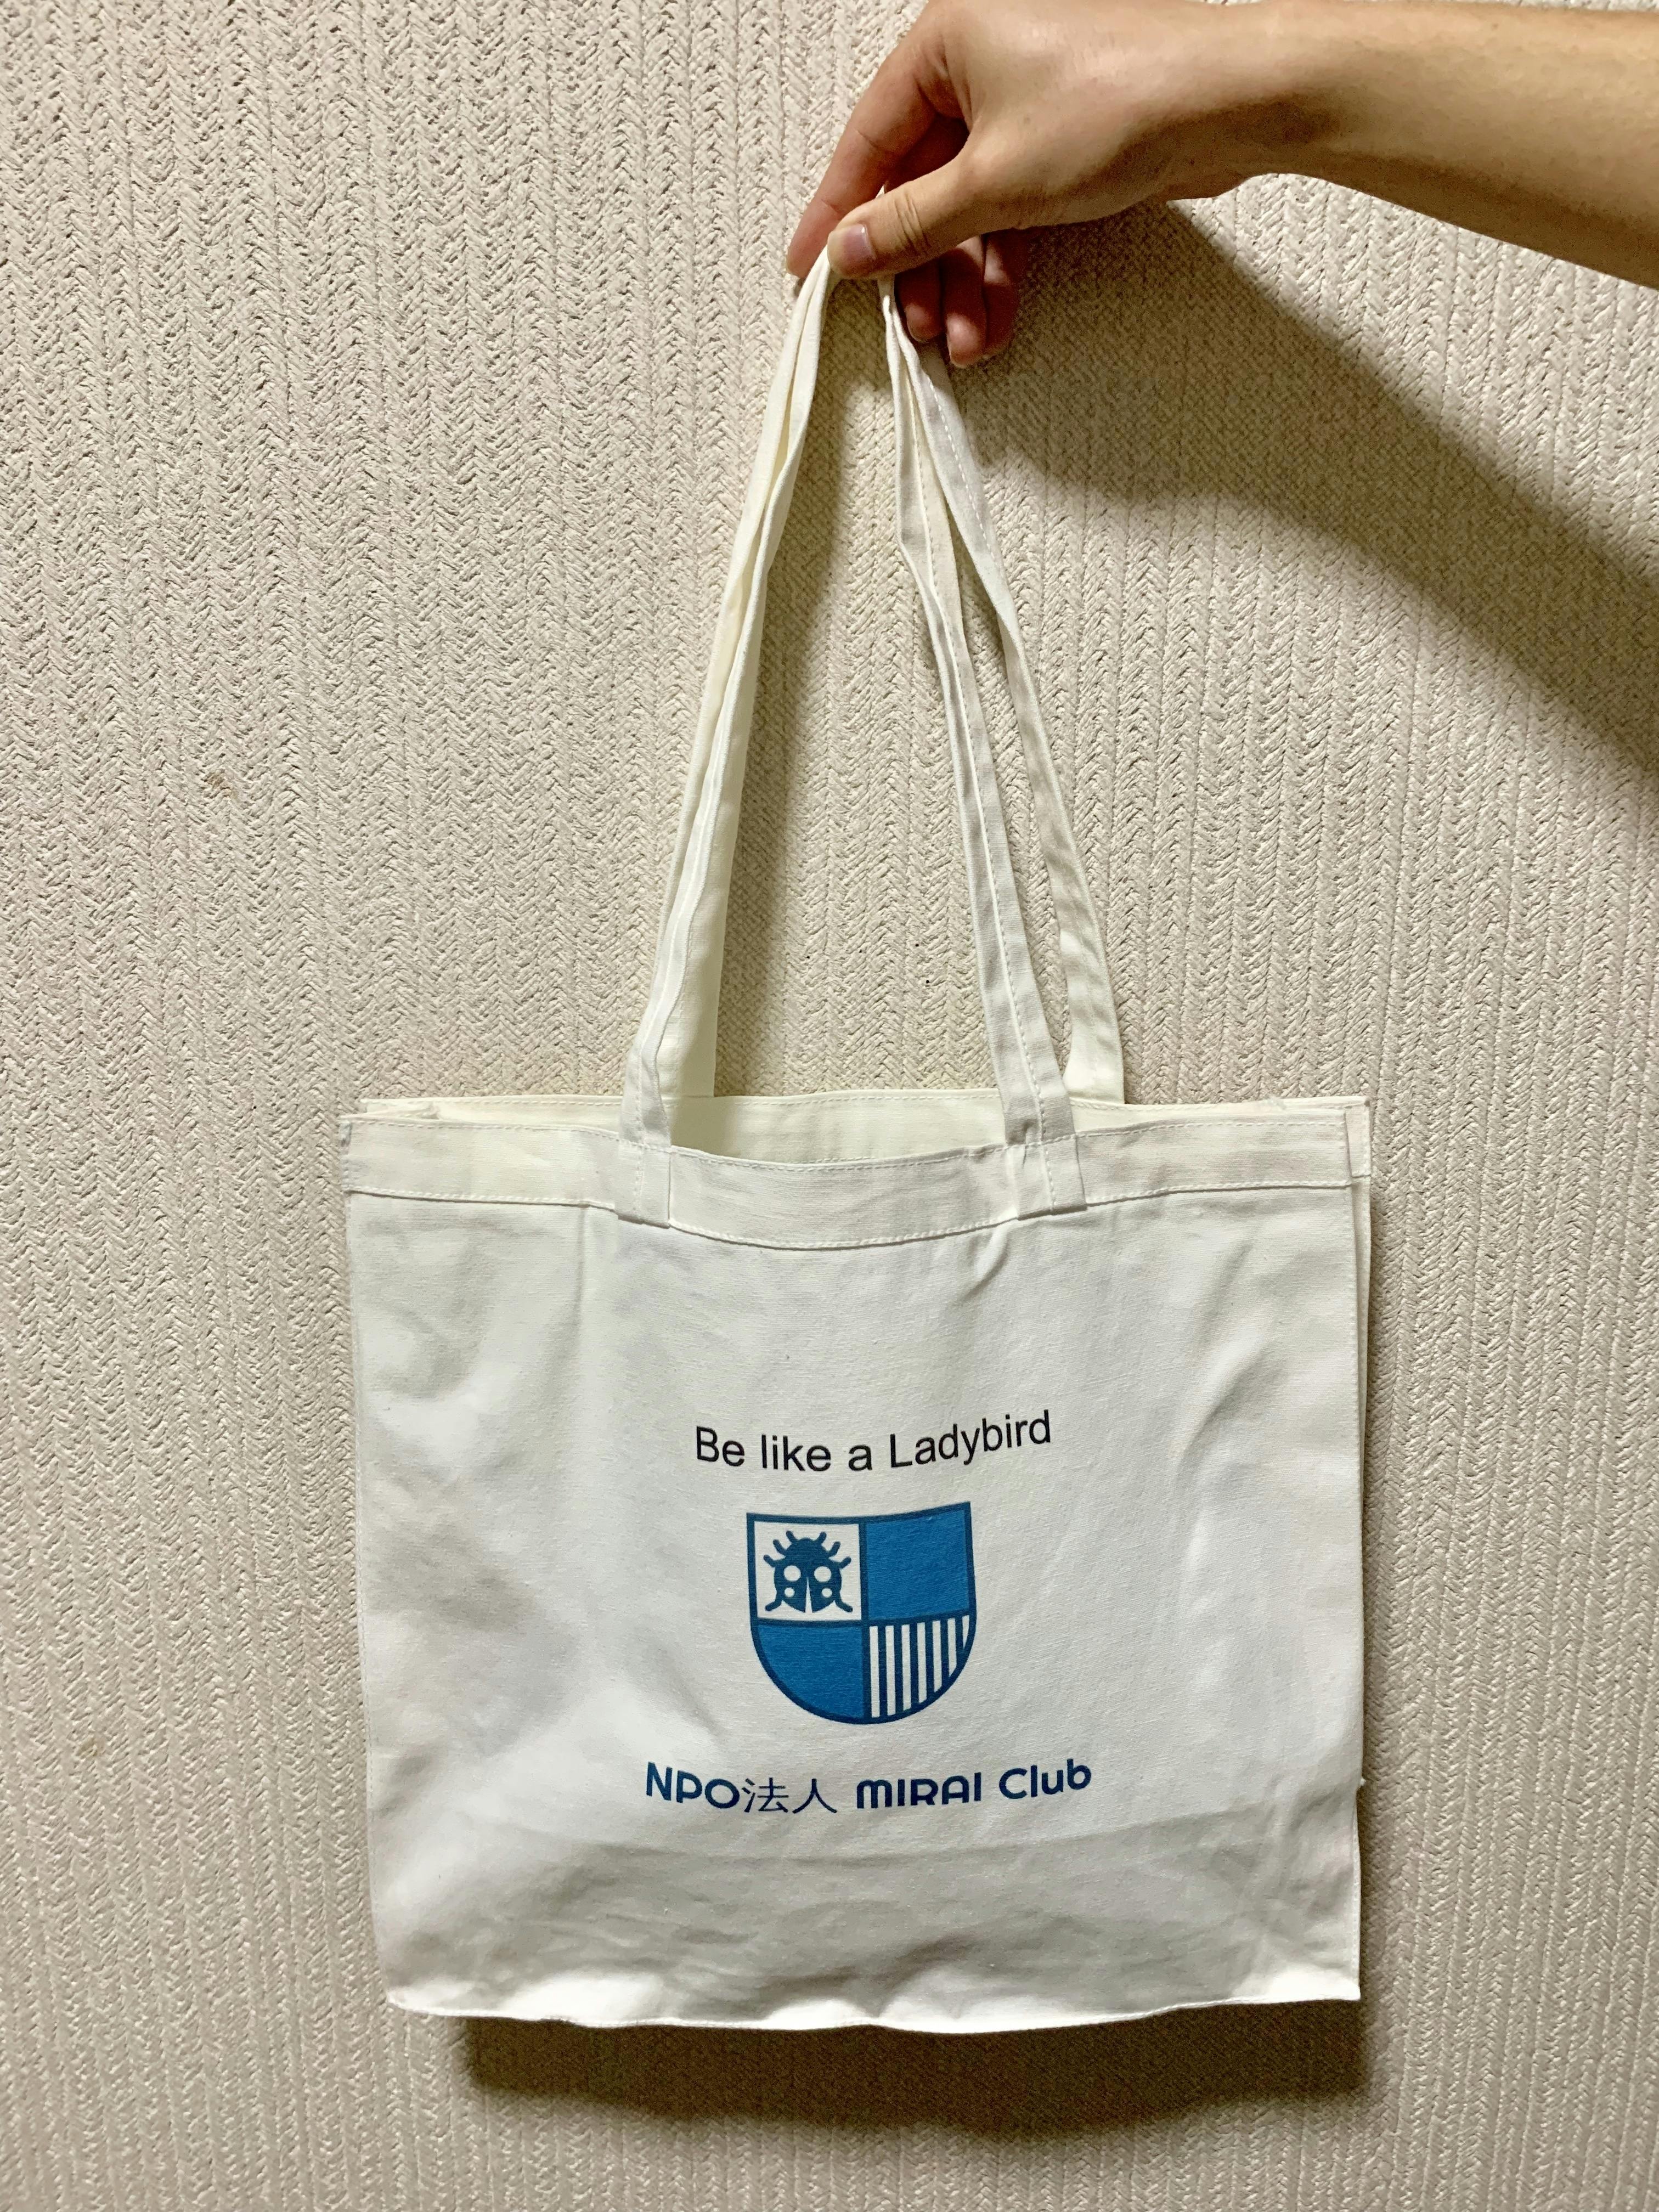 Be like a Ladybird
NPO法人 MIRAI Club